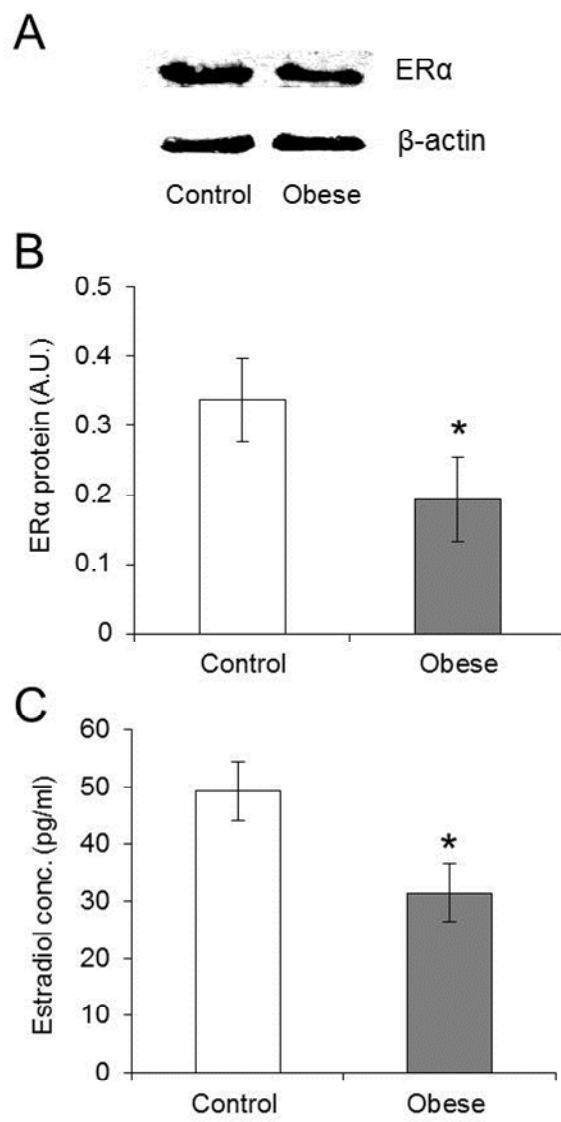 A
ERα
β-actin
Control Obese
B
ERα protein (A.U.)
0.5
0.4
0.3
0.2
0.1
0
*
Control Obese
C
Estradiol conc. (pg/ml)
60
50
40
30
20
10
0
*
Control Obese